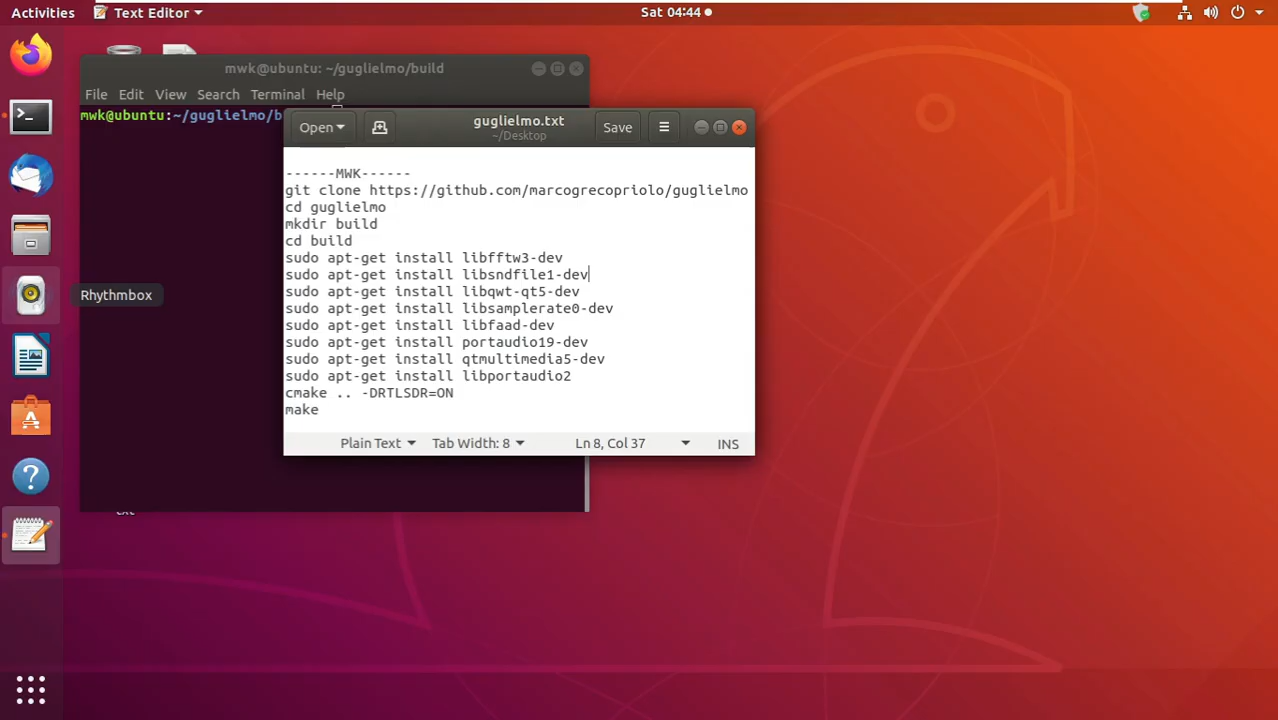 Activities
Text Editor
Sat 04:44
mwk@ubuntu: ~/guglielmo/build
File Edit View Search Terminal Help
mwk@ubuntu:~/guglielmo/b
Open
guglielmo.txt
~/Desktop
Save
------MWK------
git clone https://github.com/marcogrecopriolo/guglielmo
cd guglielmo
mkdir build
cd build
sudo apt-get install libfftw3-dev
sudo apt-get install libsndfile1-dev
sudo apt-get install libqwt-qt5-dev
sudo apt-get install libsamplerate0-dev
sudo apt-get install libfaad-dev
sudo apt-get install portaudio19-dev
sudo apt-get install qtmultimedia5-dev
sudo apt-get install libportaudio2
cmake .. -DRTLSDR=ON
make
Plain Text
Tab Width: 8
Ln 8, Col 37
INS
Rhythmbox
txt